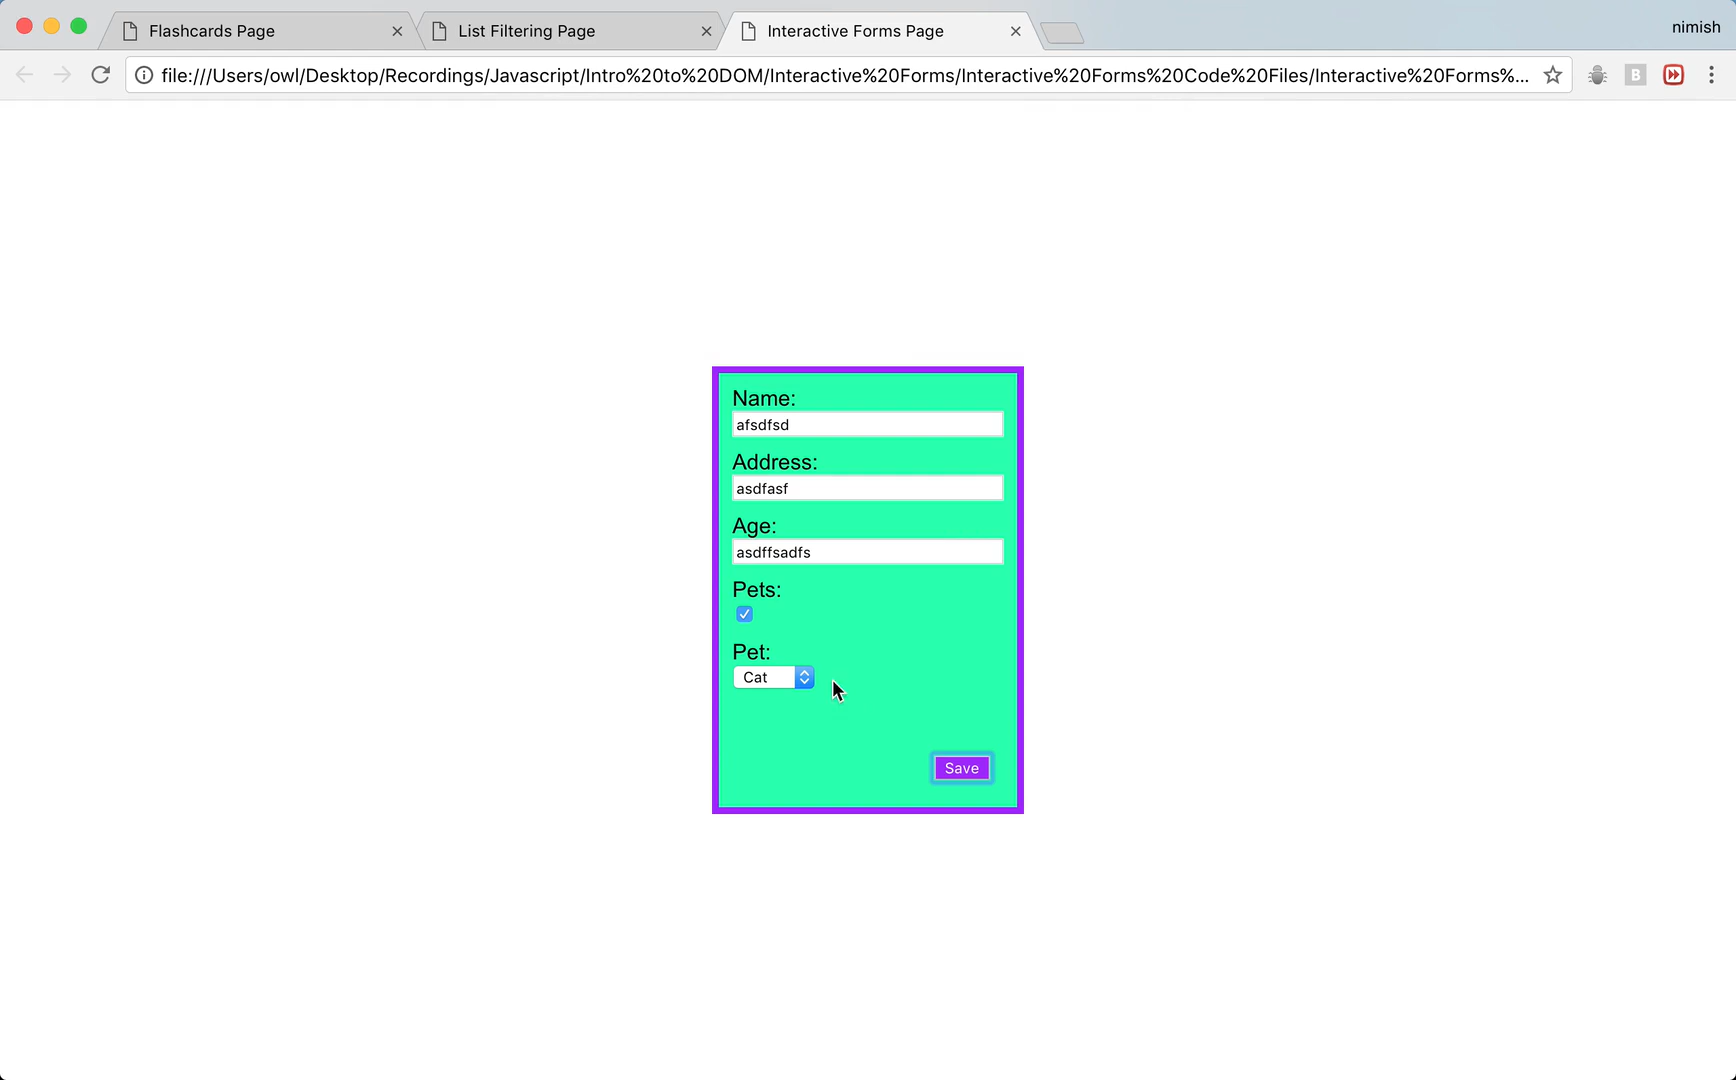 Flashcards Page
List Filtering Page
Interactive Forms Page
nimish
file:///Users/owl/Desktop/Recordings/Javascript/Intro%20to%20DOM/Interactive%20Forms/Interactive%20Forms%20Code%20Files/Interactive%20Forms%...
B
Name:
afsdfsd
Address:
asdfasf
Age:
asdffsadfs
Pets:
Pet:
Cat
Save